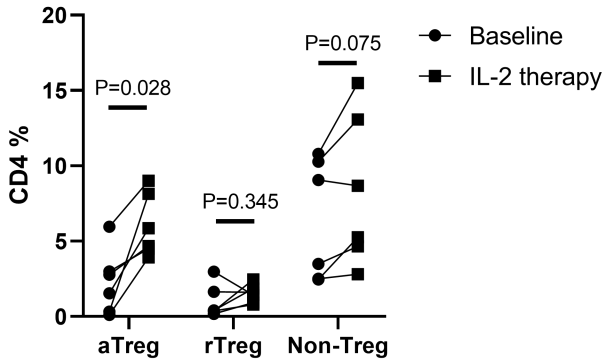 20
15
10
5
0
CD4 %
P=0.028
P=0.345
P=0.075
aTreg
rTreg
Non-Treg
Baseline
IL-2 therapy